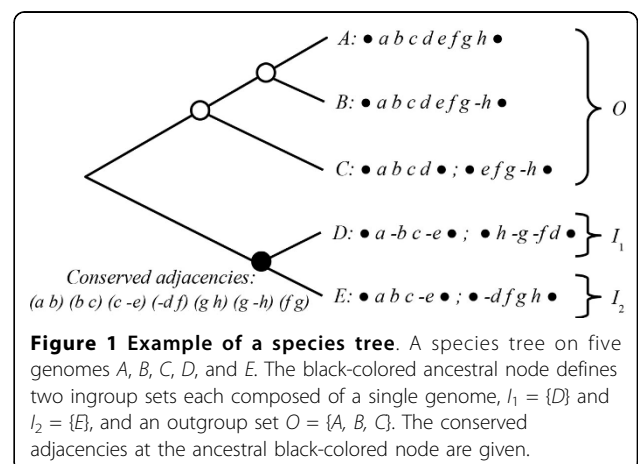 A: • a b c d e f g h •
B: • a b c d e f g -h •
O
C: • a b c d • ; • e f g -h •
D: • a -b c -e • ; • h -g -f d •
I1
Conserved adjacencies:
(a b) (b c) (c -e) (-d f) (g h) (g -h) (f g)
E: • a b c -e • ; • -d f g h •
I2
Figure 1 Example of a species tree. A species tree on five
genomes A, B, C, D, and E. The black-colored ancestral node defines
two ingroup sets each composed of a single genome, I1 = {D} and
I2 = {E}, and an outgroup set O = {A, B, C}. The conserved
adjacencies at the ancestral black-colored node are given.